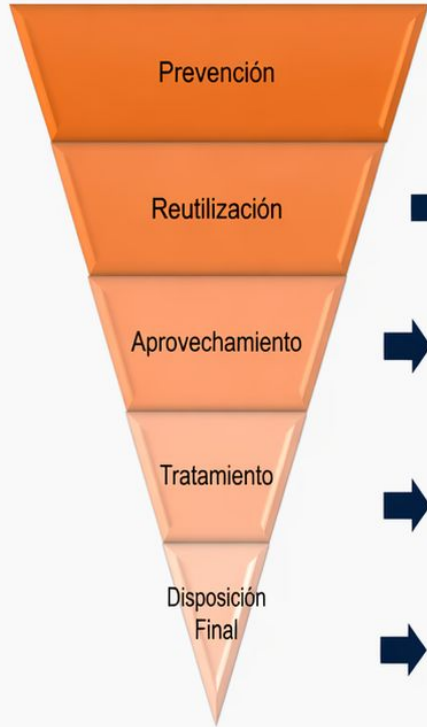 Prevención
Reutilización
Aprovechamiento
Tratamiento
Disposición
Final